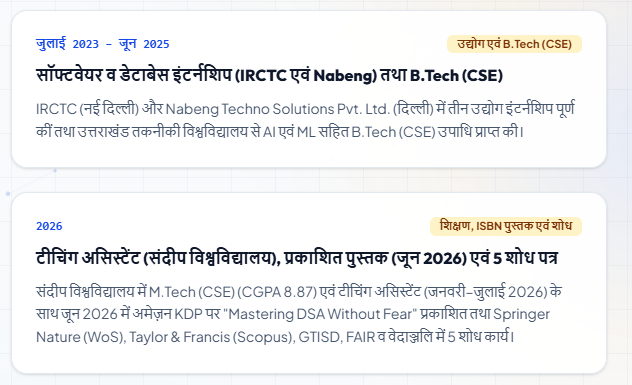 जुलाई 2023 – जून 2025
उद्योग एवं B.Tech (CSE)
सॉफ्टवेयर व डेटाबेस इंटर्नशिप (IRCTC एवं Nabeng) तथा B.Tech (CSE)
IRCTC (नई दिल्ली) और Nabeng Techno Solutions Pvt. Ltd. (दिल्ली) में तीन उद्योग इंटर्नशिप पूर्ण
कीं तथा उत्तराखंड तकनीकी विश्वविद्यालय से AI एवं ML सहित B.Tech (CSE) उपाधि प्राप्त की।
2026
शिक्षण, ISBN पुस्तक एवं शोध
टीचिंग असिस्टेंट (संदीप विश्वविद्यालय), प्रकाशित पुस्तक (जून 2026) एवं 5 शोध पत्र
संदीप विश्वविद्यालय में M.Tech (CSE) (CGPA 8.87) एवं टीचिंग असिस्टेंट (जनवरी–जुलाई 2026) के
साथ जून 2026 में अमेज़न KDP पर "Mastering DSA Without Fear" प्रकाशित तथा Springer
Nature (WoS), Taylor & Francis (Scopus), GTISD, FAIR व वेदाञ्जलि में 5 शोध कार्य।